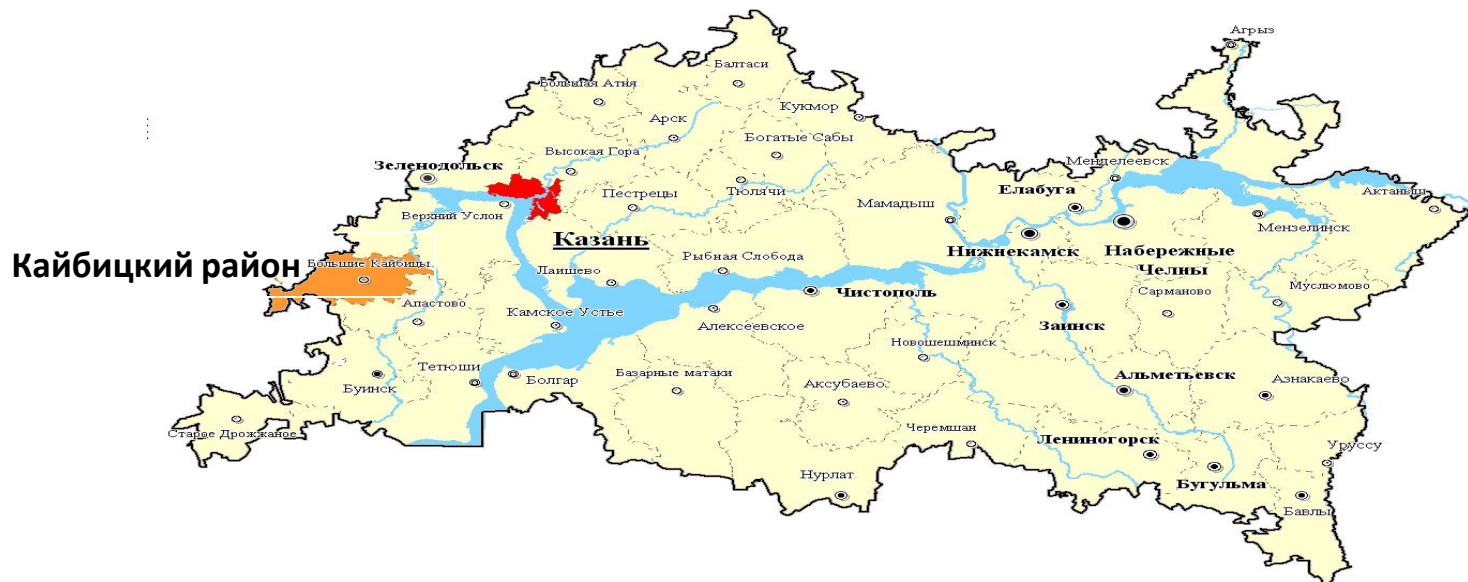 Агрыз
Балтаси
Большая Атня
Кукмор
Арск
Богатые Сабы
Высокая Гора
Менделеевск
Зеленодольск
Тюлячи
Елабуга
Пестрецы
Актаныш
Верхний Услон
Мамадыш
Мензелинск
Казань
Нижнекамск
Набережные
Челны
Кайбицкий район
Большие Кайбицы
Рыбная Слобода
Лаишево
Муслюмово
Сарманово
Чистополь
Апастово
Камское Устье
Алексеевское
Заинск
Новошешминск
Тетюши
Болгар
Базарные матаки
Аксубаево
Альметьевск
Азнакаево
Буинск
Старое Дрожжаное
Черемшан
Лениногорск
Уруссу
Нурлат
Бугульма
Бавлы